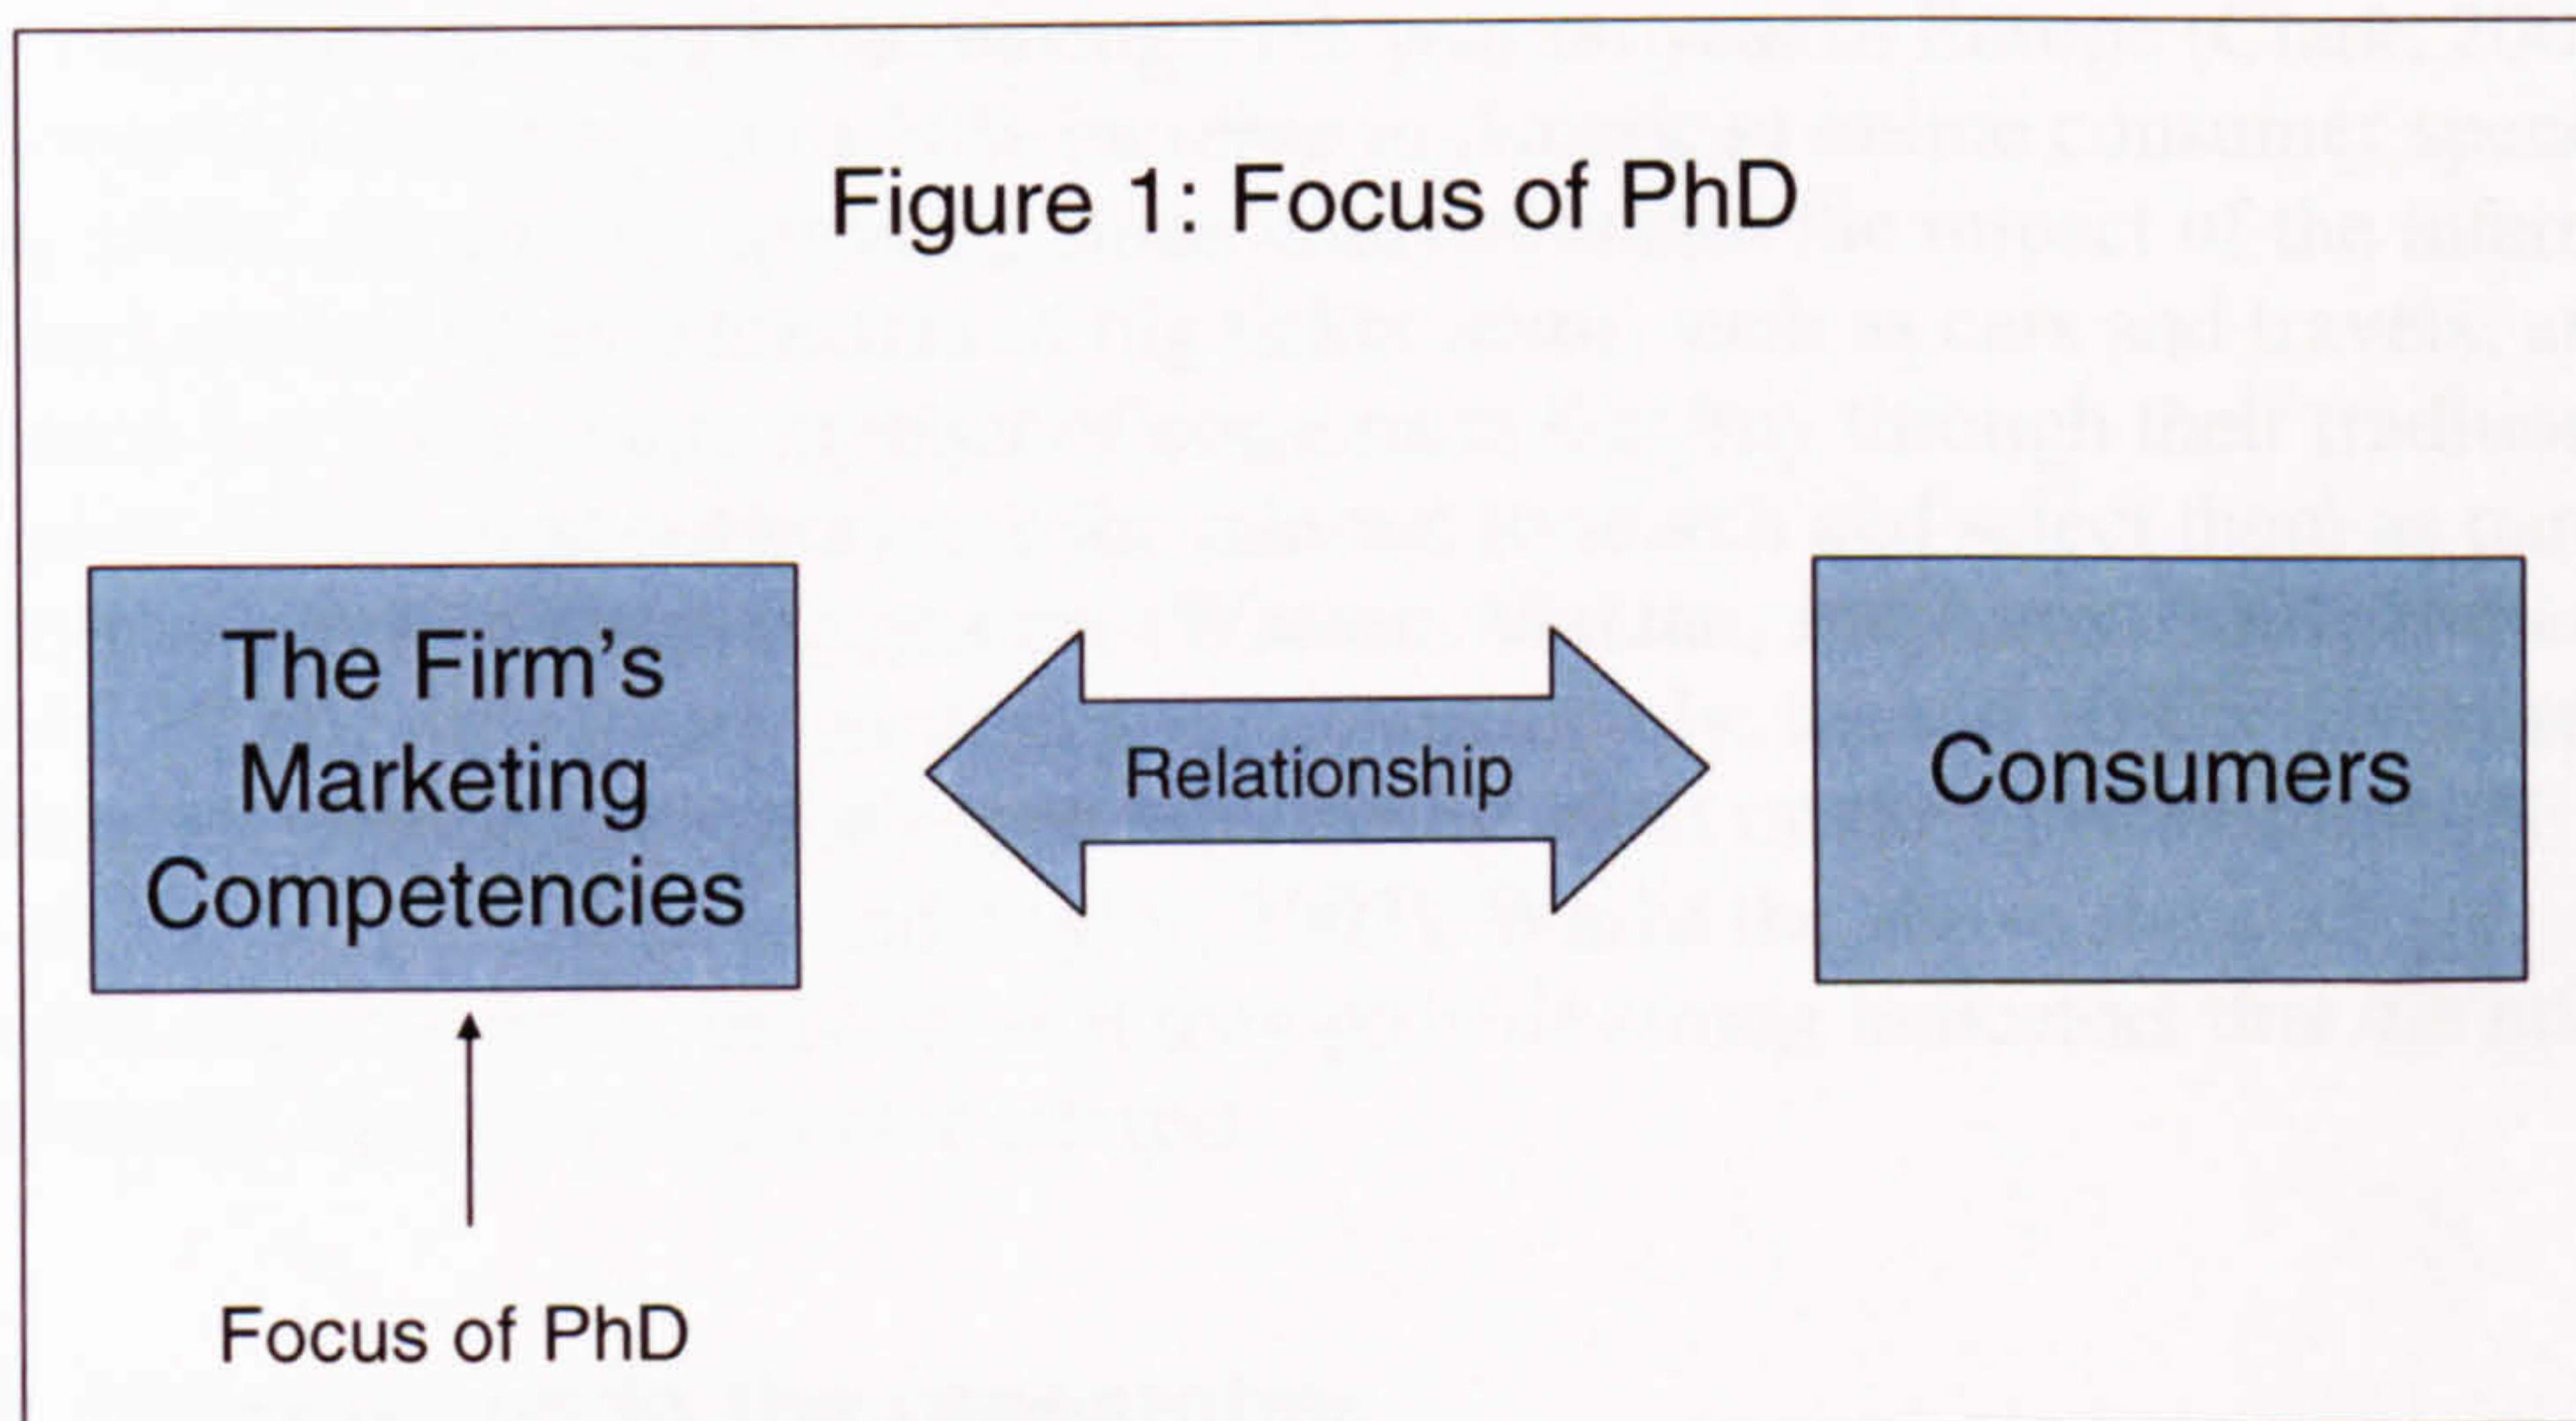 Figure 1: Focus of PhD
The Firm's
Marketing
Competencies
Relationship
Consumers
Focus of PhD